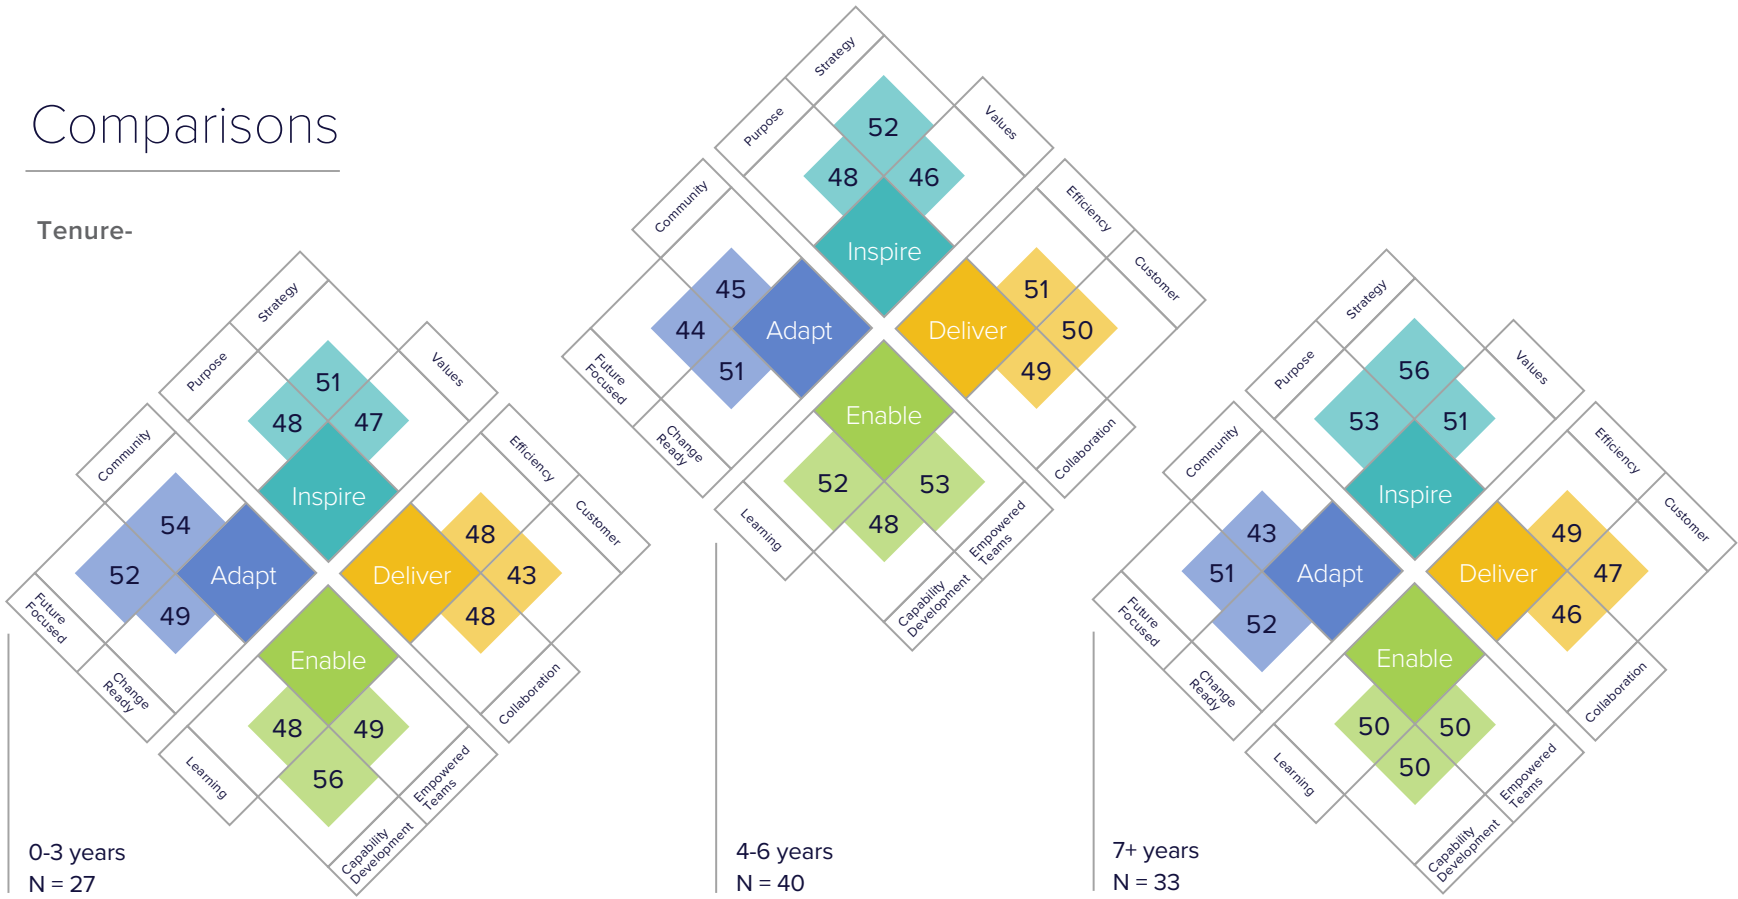 Comparisons
Tenure-
Strategy
Purpose
Values
51
48
47
Inspire
Community
54
52
49
Adapt
Future
Focused
Change
Ready
Efficiency
Customer
48
43
48
Deliver
Collaboration
Enable
48
49
56
Learning
Empowered
Teams
Capability
Development
0-3 years
N = 27
Strategy
Purpose
Values
52
48
46
Inspire
Community
45
44
51
Adapt
Future
Focused
Change
Ready
Efficiency
Customer
51
50
49
Deliver
Collaboration
Enable
52
53
48
Learning
Empowered
Teams
Capability
Development
4-6 years
N = 40
Strategy
Purpose
Values
56
53
51
Inspire
Community
43
51
52
Adapt
Future
Focused
Change
Ready
Efficiency
Customer
49
47
46
Deliver
Collaboration
Enable
50
50
50
Learning
Empowered
Teams
Capability
Development
7+ years
N = 33